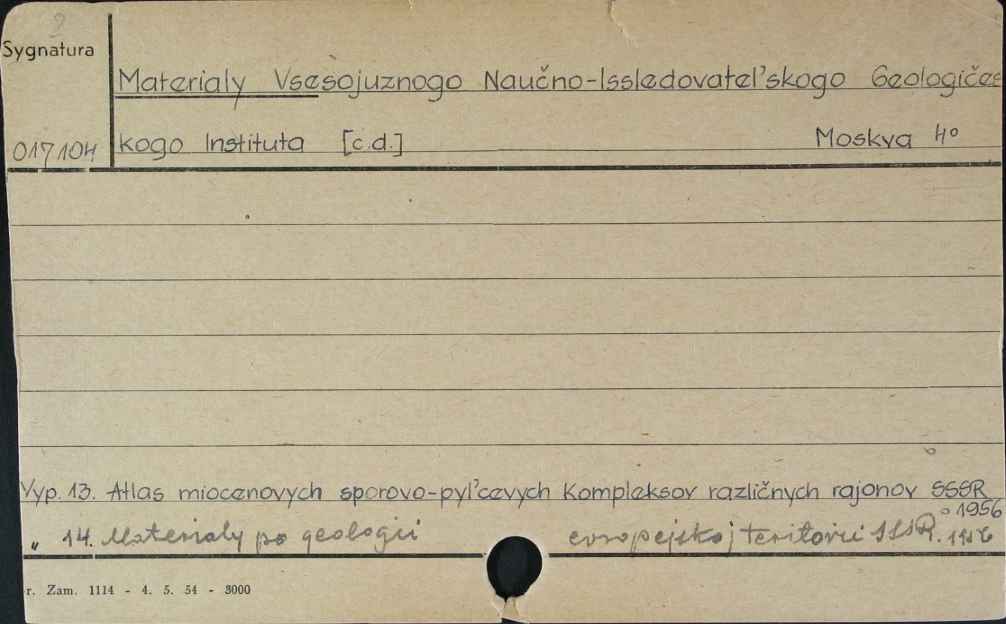 Sygnatura
Materialy Vsesojuznogo Naučno-Issledovatel'skogo Geologičes
017104 kogo Instituta [c.d.] Moskva 4°
Vyp. 13. Atlas miocenovych sporovo-pyl'cevych Kompleksov različnych rajonov SSSR
1956
„ 14. Materialy po geologii evropejskoj teritorii SSSR. 1956
r. Zam. 1114 - 4. 5. 54 - 3000